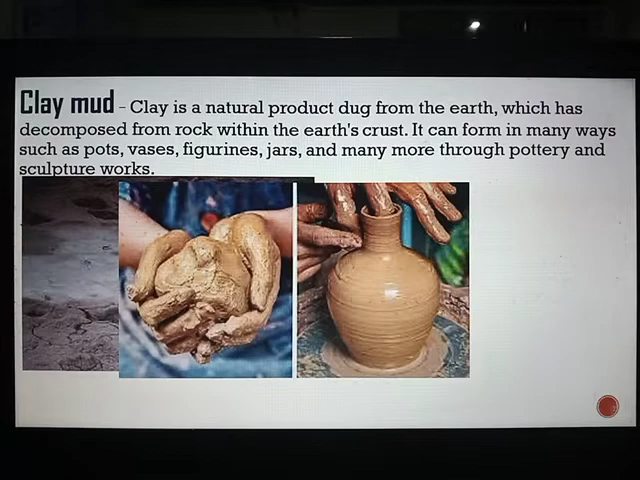 Clay mud – Clay is a natural product dug from the earth, which has
decomposed from rock within the earth's crust. It can form in many ways
such as pots, vases, figurines, jars, and many more through pottery and
sculpture works.